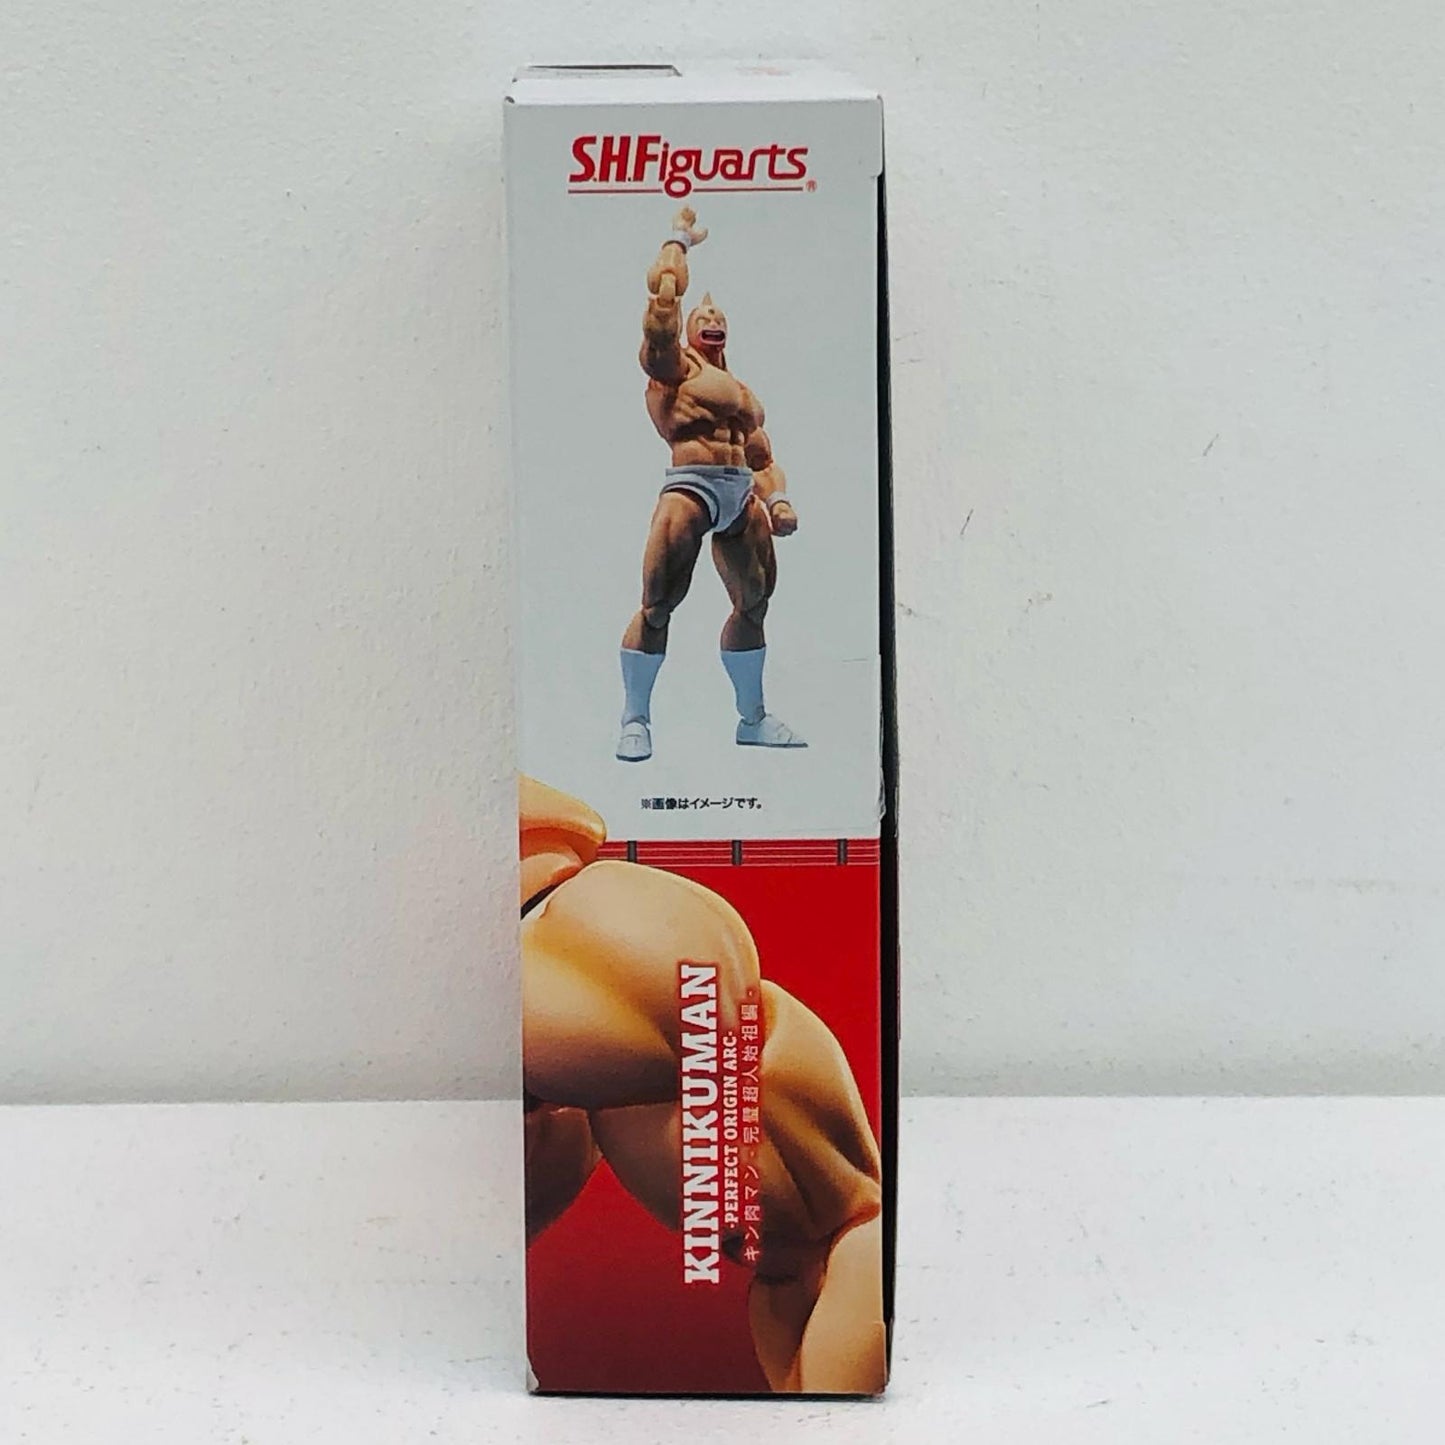 S.H.Figuarts®
※画像はイメージです。
KINNIKUMAN
-PERFECT ORIGIN ARC-
キン肉マン - 完璧超人始祖編 -